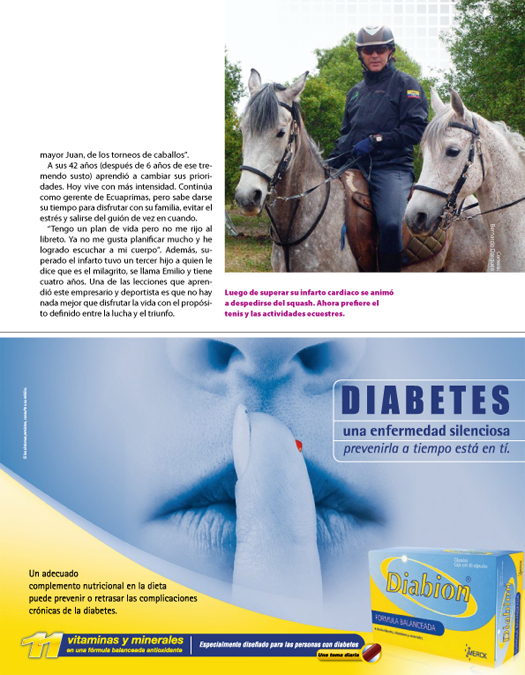 mayor Juan, de los torneos de caballos”.
A sus 42 años (después de 6 años de ese tre-
mendo susto) aprendió a cambiar sus priori-
dades. Hoy vive con más intensidad. Continúa
como gerente de Ecuaprimas, pero sabe darse
su tiempo para disfrutar con su familia, evitar el
estrés y salirse del guión de vez en cuando.
“Tengo un plan de vida pero no me rijo al
libreto. Ya no me gusta planificar mucho y he
logrado escuchar a mi cuerpo”. Además, su-
perado el infarto tuvo un tercer hijo a quien le
dice que es el milagrito, se llama Emilio y tiene
cuatro años. Una de las lecciones que apren-
dió este empresario y deportista es que no hay
nada mejor que disfrutar la vida con el propósi-
to definido entre la lucha y el triunfo.
Luego de superar su infarto cardíaco se animó
a despedirse del squash. Ahora prefiere el
tenis y las actividades ecuestres.
DIABETES
una enfermedad silenciosa
prevenirla a tiempo está en tí.
Un adecuado
complemento nutricional en la dieta
puede prevenir o retrasar las complicaciones
crónicas de la diabetes.
Diabion®
FORMULA BALANCEADA
MERCK
11 vitaminas y minerales
en una fórmula balanceada antioxidante
Especialmente diseñado para las personas con diabetes
Una toma diaria